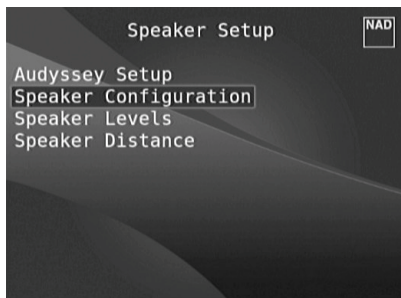 Speaker Setup
NAD
Audyssey Setup
Speaker Configuration
Speaker Levels
Speaker Distance